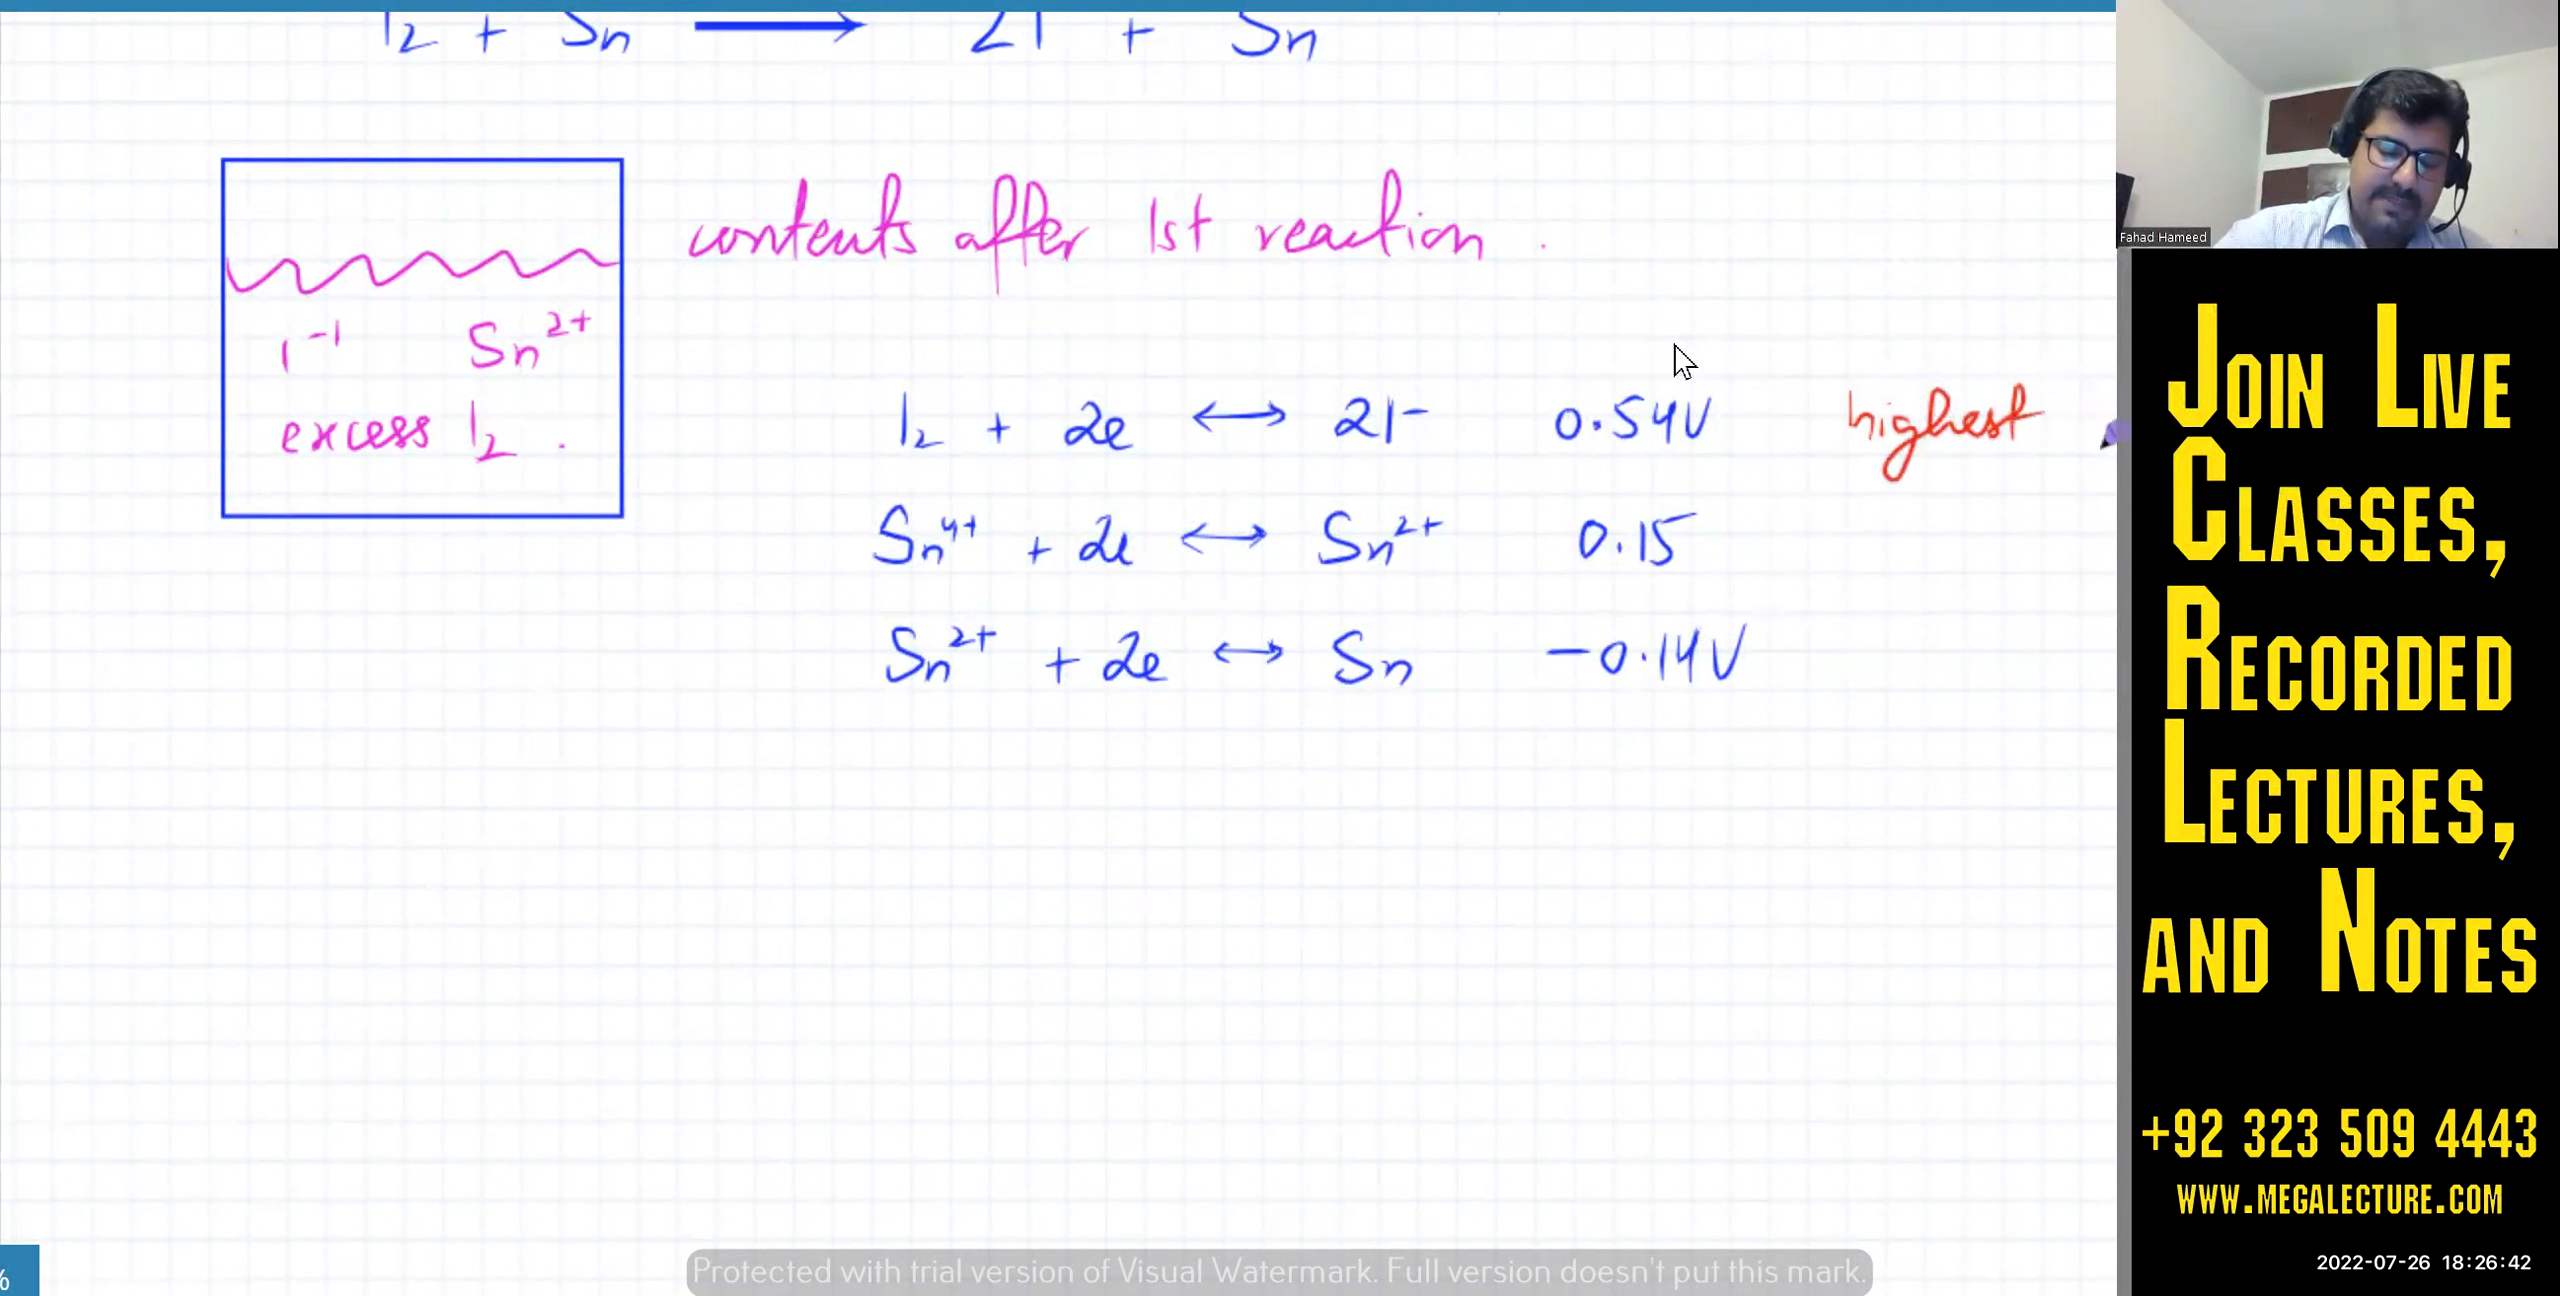 I2 + Sn ⟶ 2I + Sn
contents after 1st reaction .
I⁻¹ Sn²⁺
excess I2 .
I2 + 2e ⟷ 2I⁻ 0.54V highest
Sn⁴⁺ + 2e ⟷ Sn²⁺ 0.15
Sn²⁺ + 2e ⟷ Sn −0.14V
Fahad Hameed
JOIN LIVE
CLASSES,
RECORDED
LECTURES,
AND NOTES
+92 323 509 4443
WWW.MEGALECTURE.COM
2022-07-26 18:26:42
%
Protected with trial version of Visual Watermark. Full version doesn't put this mark.